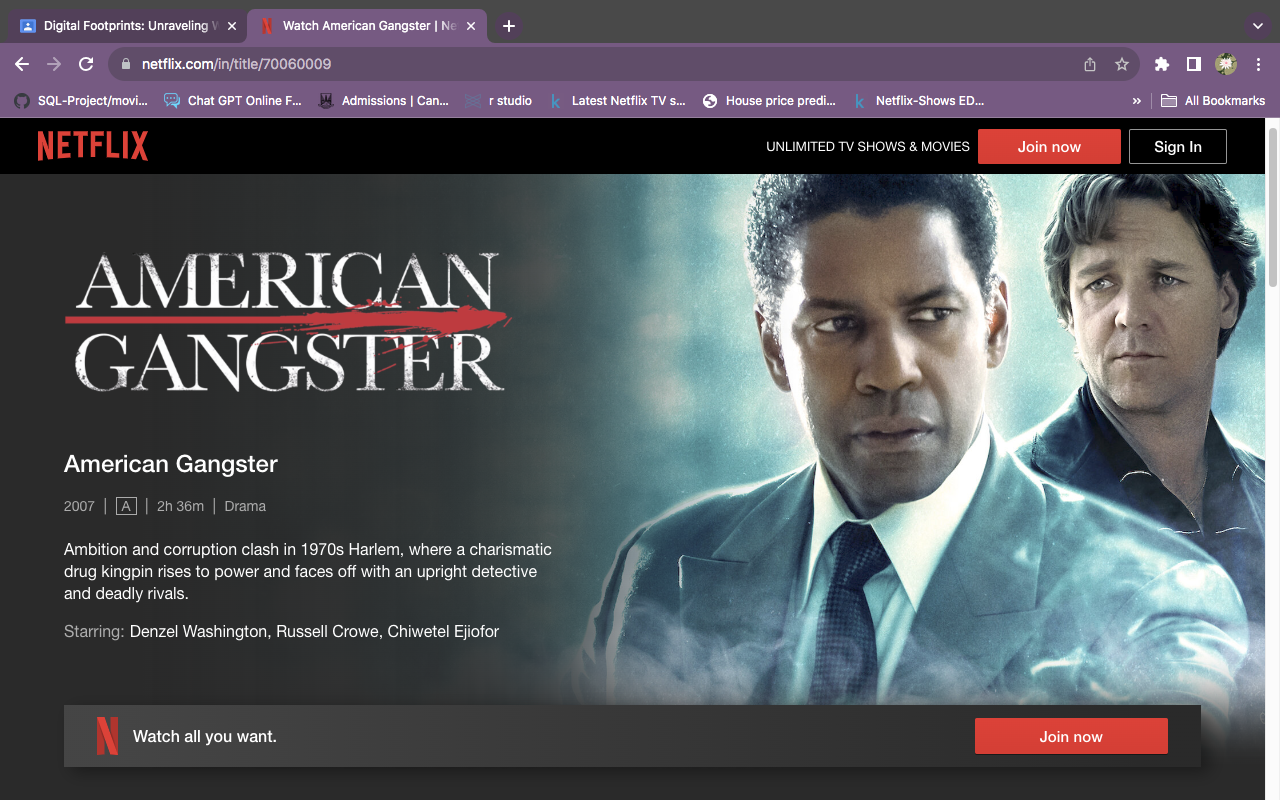 Digital Footprints: Unraveling W
Watch American Gangster | Ne
netflix.com/in/title/70060009
SQL-Project/movi...
Chat GPT Online F...
Admissions | Can...
r studio
Latest Netflix TV s...
House price predi...
Netflix-Shows ED...
»
All Bookmarks
NETFLIX
UNLIMITED TV SHOWS & MOVIES
Join now
Sign In
AMERICAN
GANGSTER
American Gangster
2007 | A | 2h 36m | Drama
Ambition and corruption clash in 1970s Harlem, where a charismatic
drug kingpin rises to power and faces off with an upright detective
and deadly rivals.
Starring: Denzel Washington, Russell Crowe, Chiwetel Ejiofor
N
Watch all you want.
Join now